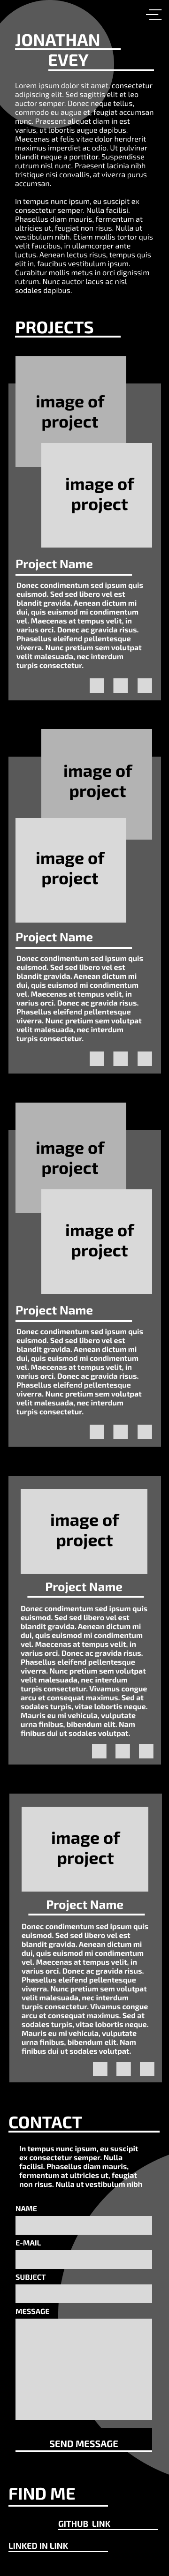 JONATHAN
EVEY
Lorem ipsum dolor sit amet, consectetur
adipiscing elit. Sed sagittis elit et leo
auctor semper. Donec neque tellus,
commodo eu augue et, feugiat accumsan
nunc. Praesent aliquet diam in est
varius, ut lobortis augue dapibus.
Maecenas at felis vitae dolor hendrerit
maximus imperdiet ac odio. Ut pulvinar
blandit neque a porttitor. Suspendisse
rutrum nisi nunc. Praesent lacinia nibh
tristique nisi convallis, at viverra purus
accumsan.
In tempus nunc ipsum, eu suscipit ex
consectetur semper. Nulla facilisi.
Phasellus diam mauris, fermentum at
ultricies ut, feugiat non risus. Nulla ut
vestibulum nibh. Etiam mollis tortor quis
velit faucibus, in ullamcorper ante
luctus. Aenean lectus risus, tempus quis
elit in, faucibus vestibulum ipsum.
Curabitur mollis metus in orci dignissim
rutrum. Nunc auctor lacus ac nisl
sodales dapibus.
PROJECTS
image of
project
image of
project
Project Name
Donec condimentum sed ipsum quis
euismod. Sed sed libero vel est
blandit gravida. Aenean dictum mi
dui, quis euismod mi condimentum
vel. Maecenas at tempus velit, in
varius orci. Donec ac gravida risus.
Phasellus eleifend pellentesque
viverra. Nunc pretium sem volutpat
velit malesuada, nec interdum
turpis consectetur.
image of
project
image of
project
Project Name
Donec condimentum sed ipsum quis
euismod. Sed sed libero vel est
blandit gravida. Aenean dictum mi
dui, quis euismod mi condimentum
vel. Maecenas at tempus velit, in
varius orci. Donec ac gravida risus.
Phasellus eleifend pellentesque
viverra. Nunc pretium sem volutpat
velit malesuada, nec interdum
turpis consectetur.
image of
project
image of
project
Project Name
Donec condimentum sed ipsum quis
euismod. Sed sed libero vel est
blandit gravida. Aenean dictum mi
dui, quis euismod mi condimentum
vel. Maecenas at tempus velit, in
varius orci. Donec ac gravida risus.
Phasellus eleifend pellentesque
viverra. Nunc pretium sem volutpat
velit malesuada, nec interdum
turpis consectetur.
image of
project
Project Name
Donec condimentum sed ipsum quis
euismod. Sed sed libero vel est
blandit gravida. Aenean dictum mi
dui, quis euismod mi condimentum
vel. Maecenas at tempus velit, in
varius orci. Donec ac gravida risus.
Phasellus eleifend pellentesque
viverra. Nunc pretium sem volutpat
velit malesuada, nec interdum
turpis consectetur. Vivamus congue
arcu et consequat maximus. Sed at
sodales turpis, vitae lobortis neque.
Mauris eu mi vehicula, vulputate
urna finibus, bibendum elit. Nam
finibus dui ut sodales volutpat.
image of
project
Project Name
Donec condimentum sed ipsum quis
euismod. Sed sed libero vel est
blandit gravida. Aenean dictum mi
dui, quis euismod mi condimentum
vel. Maecenas at tempus velit, in
varius orci. Donec ac gravida risus.
Phasellus eleifend pellentesque
viverra. Nunc pretium sem volutpat
velit malesuada, nec interdum
turpis consectetur. Vivamus congue
arcu et consequat maximus. Sed at
sodales turpis, vitae lobortis neque.
Mauris eu mi vehicula, vulputate
urna finibus, bibendum elit. Nam
finibus dui ut sodales volutpat.
CONTACT
In tempus nunc ipsum, eu suscipit
ex consectetur semper. Nulla
facilisi. Phasellus diam mauris,
fermentum at ultricies ut, feugiat
non risus. Nulla ut vestibulum nibh
NAME
E-MAIL
SUBJECT
MESSAGE
SEND MESSAGE
FIND ME
GITHUB LINK
LINKED IN LINK